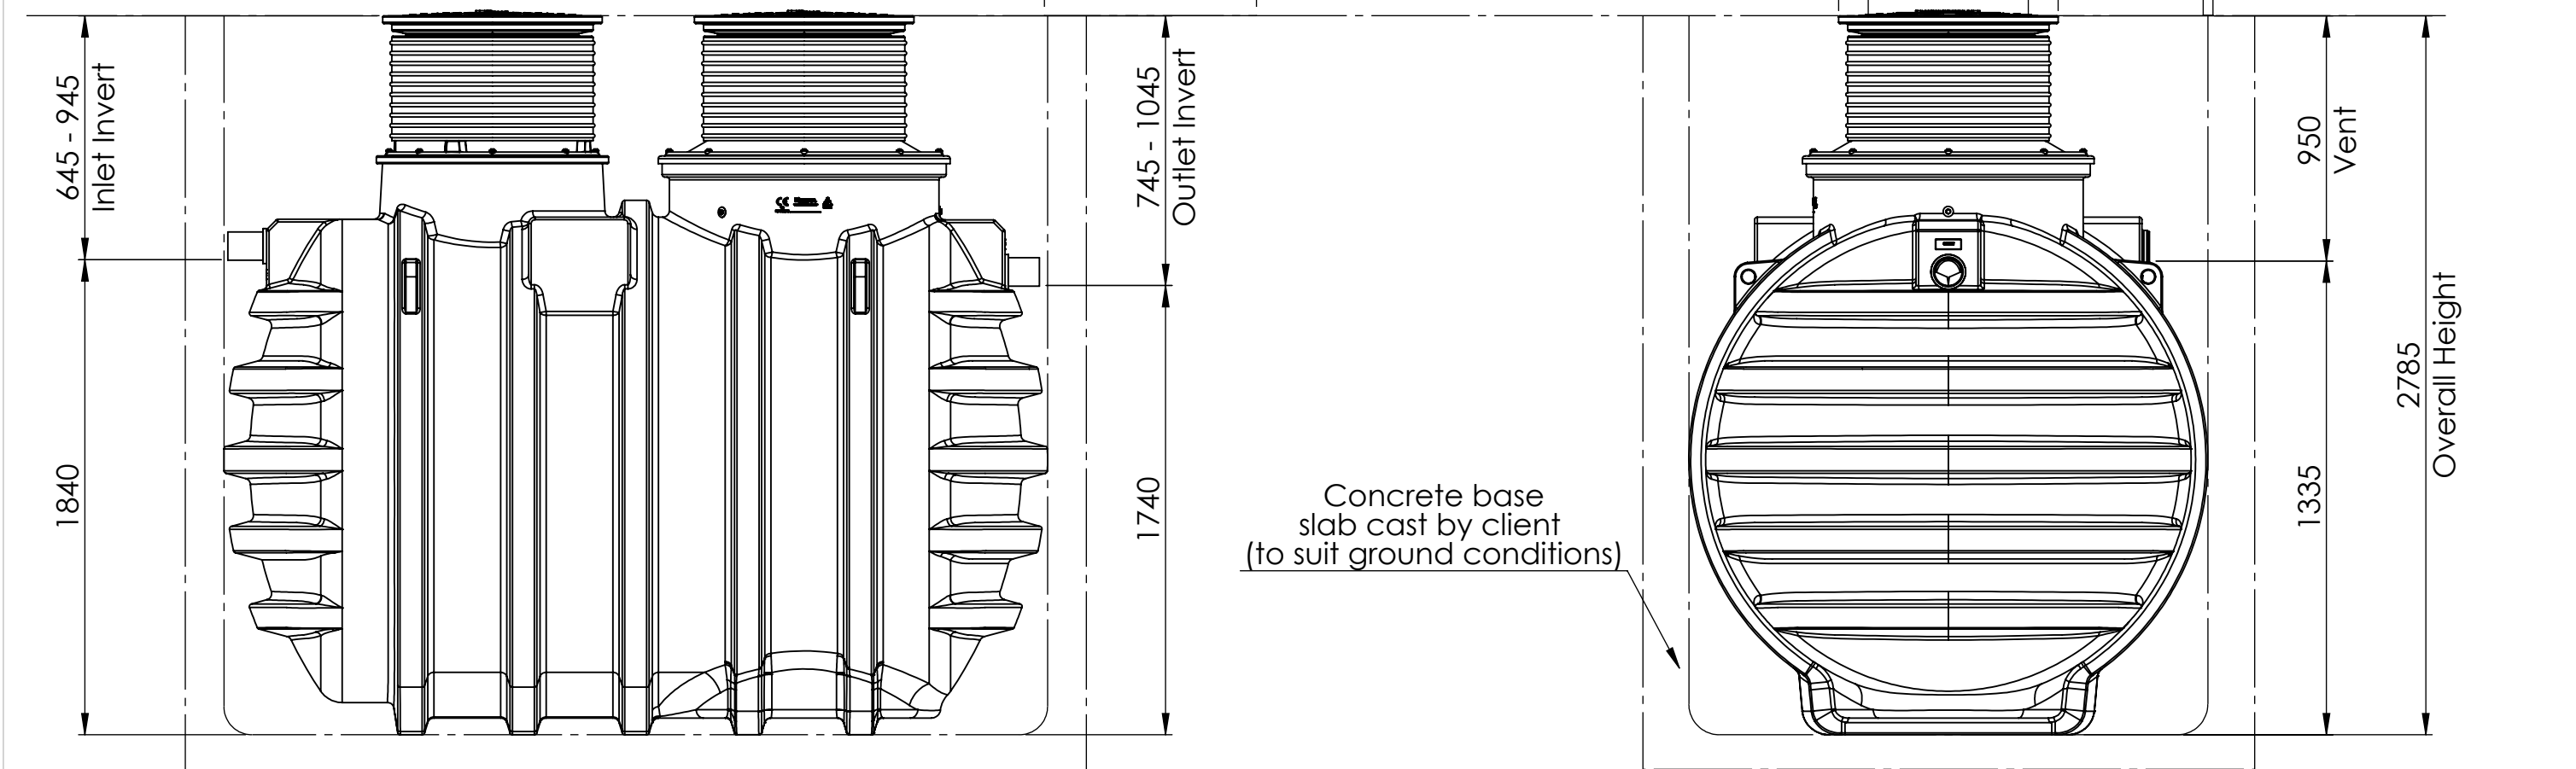 645 - 945
Inlet Invert
1840
745 - 1045
Outlet Invert
1740
CE
Concrete base
slab cast by client
(to suit ground conditions)
950
Vent
1335
2785
Overall Height